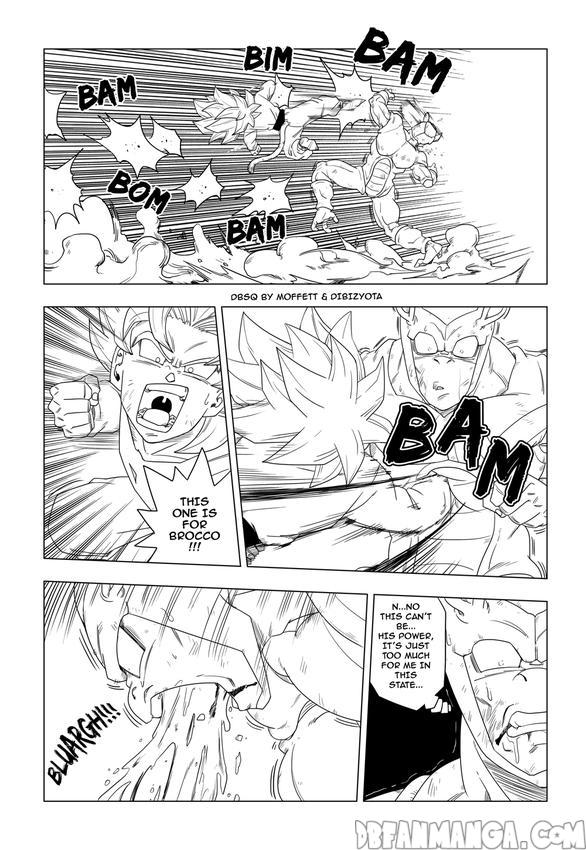 BAM
BIM
BAM
BOM
BAM
DBSQ BY MOFFETT & DIBIZYOTA
THIS
ONE IS
FOR
BROCCO
!!!
BAM
BLUARGH!!!
N...NO
THIS CAN'T
BE...
HIS POWER,
IT'S JUST
TOO MUCH
FOR ME IN
THIS
STATE...
DBFANMANGA.COM